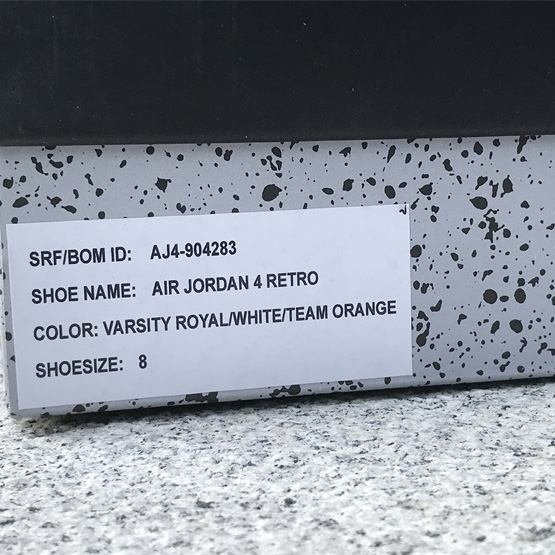 SRF/BOM ID: AJ4-904283
SHOE NAME: AIR JORDAN 4 RETRO
COLOR: VARSITY ROYAL/WHITE/TEAM ORANGE
SHOESIZE: 8